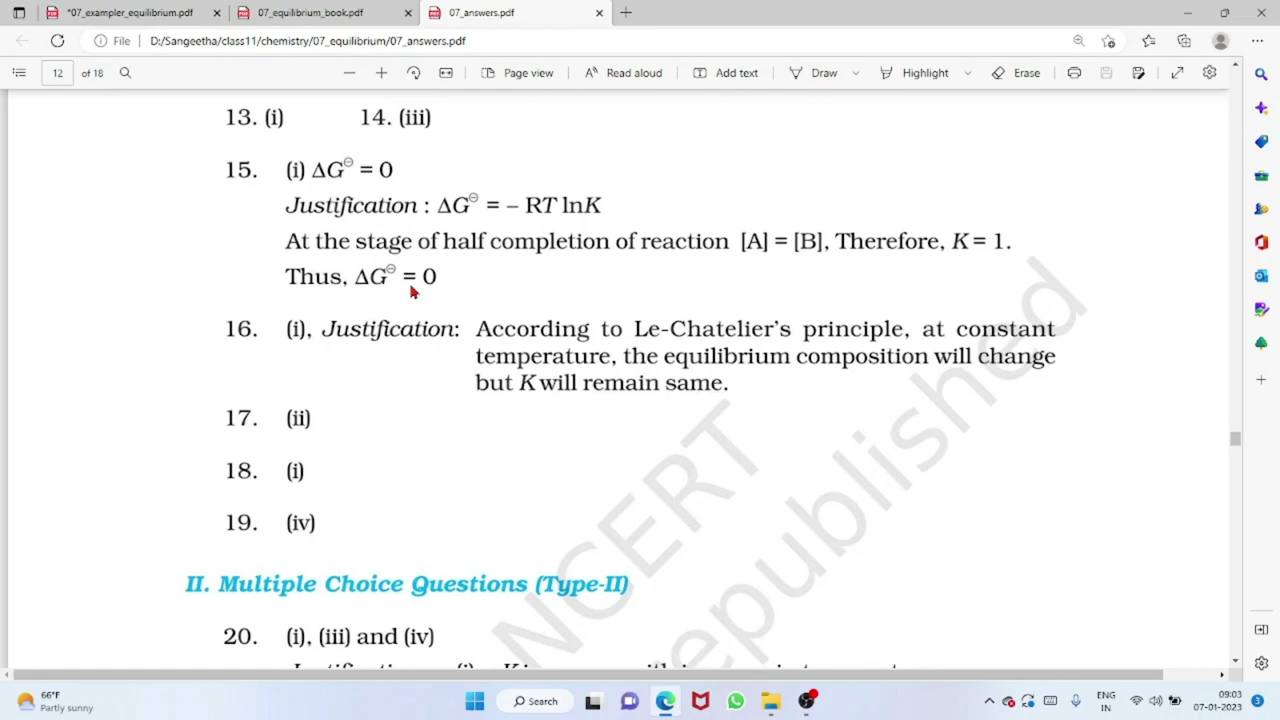 *07_exampler_equilibrium.pdf
07_equilibrium_book.pdf
07_answers.pdf
File
D:/Sangeetha/class11/chemistry/07_equilibrium/07_answers.pdf
12 of 18
Page view
Read aloud
Add text
Draw
Highlight
Erase
13. (i) 14. (iii)
15. (i) ΔG⊖ = 0
Justification : ΔG⊖ = – RT lnK
At the stage of half completion of reaction [A] = [B], Therefore, K = 1.
Thus, ΔG⊖ = 0
16. (i), Justification: According to Le-Chatelier's principle, at constant
temperature, the equilibrium composition will change
but K will remain same.
17. (ii)
18. (i)
19. (iv)
NCERT
republished
II. Multiple Choice Questions (Type-II)
20. (i), (iii) and (iv)
66°F
Partly sunny
Search
ENG
IN
09:03
07-01-2023
3